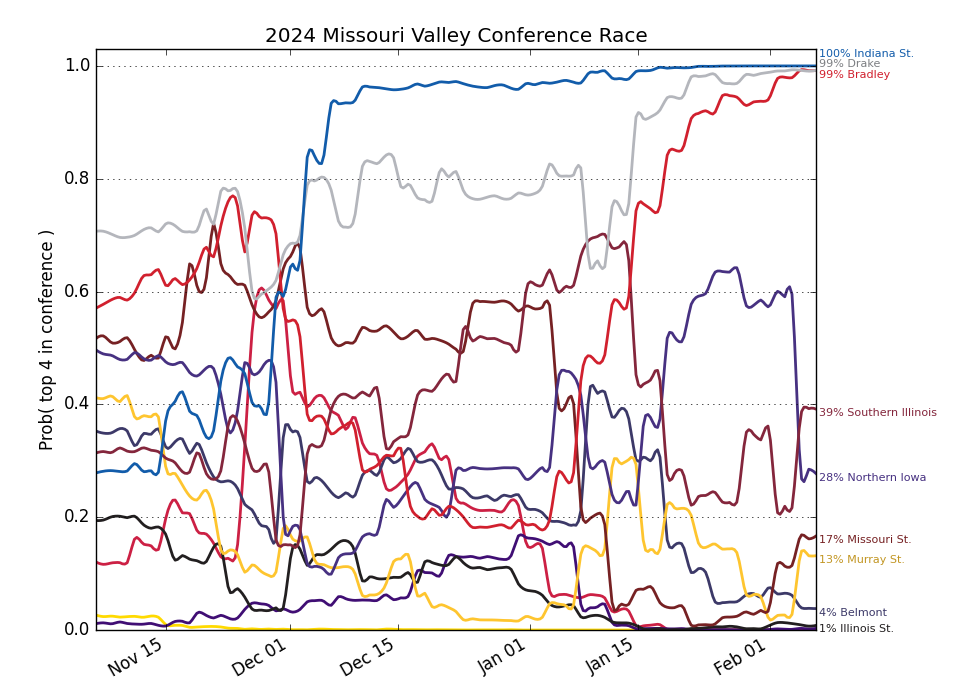 2024 Missouri Valley Conference Race
Prob( top 4 in conference )
1.0
0.8
0.6
0.4
0.2
0.0
Nov 15
Dec 01
Dec 15
Jan 01
Jan 15
Feb 01
100% Indiana St.
99% Drake
99% Bradley
39% Southern Illinois
28% Northern Iowa
17% Missouri St.
13% Murray St.
4% Belmont
1% Illinois St.